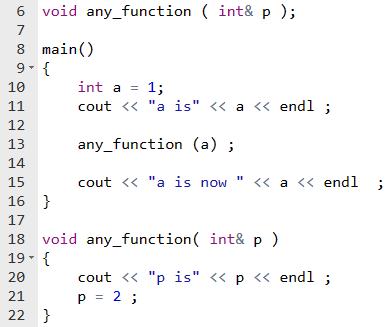 6 void any_function ( int& p );
7
8 main()
9 {
10 int a = 1;
11 cout << "a is" << a << endl ;
12
13 any_function (a) ;
14
15 cout << "a is now " << a << endl ;
16 }
17
18 void any_function( int& p )
19 {
20 cout << "p is" << p << endl ;
21 p = 2 ;
22 }